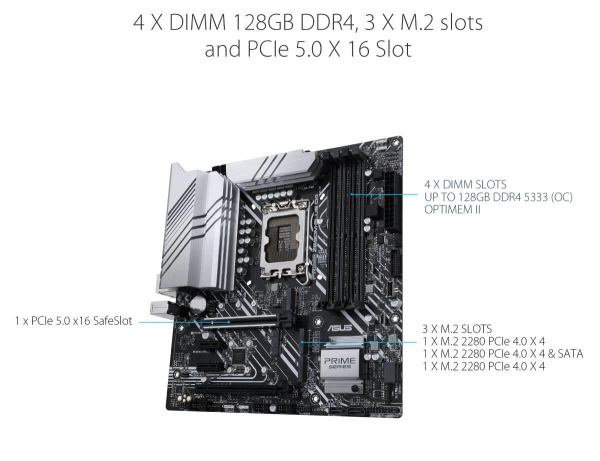 4 X DIMM 128GB DDR4, 3 X M.2 slots
and PCIe 5.0 X 16 Slot
4 X DIMM SLOTS
UP TO 128GB DDR4 5333 (OC)
OPTIMEM II
1 x PCIe 5.0 x16 SafeSlot
3 X M.2 SLOTS
1 X M.2 2280 PCIe 4.0 X 4
1 X M.2 2280 PCIe 4.0 X 4 & SATA
1 X M.2 2280 PCIe 4.0 X 4
ASUS
PRIME
SERIES